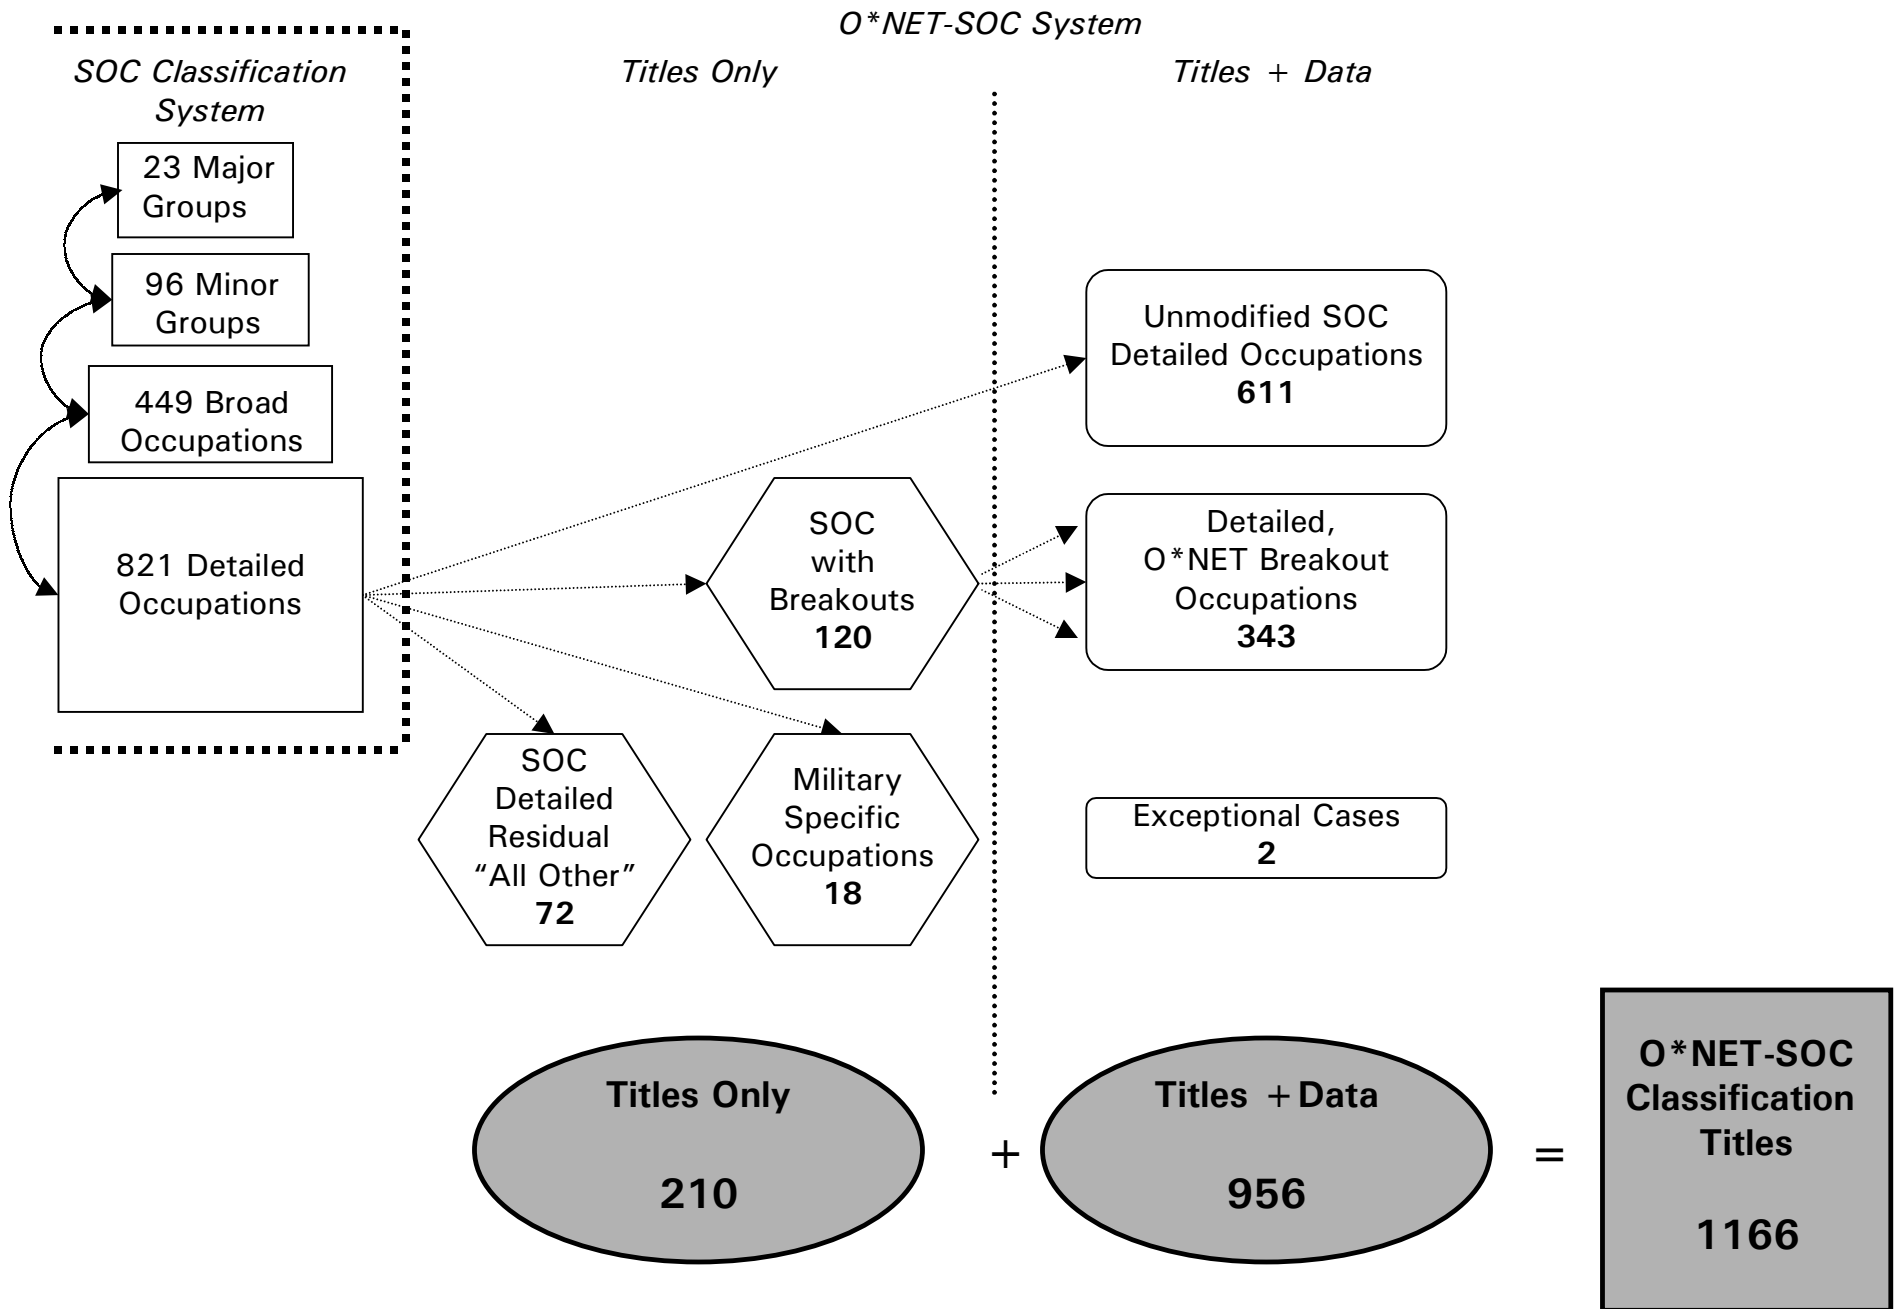 O*NET-SOC System
SOC Classification
System
Titles Only
Titles + Data
23 Major
Groups
96 Minor
Groups
449 Broad
Occupations
821 Detailed
Occupations
Unmodified SOC
Detailed Occupations
611
SOC
with
Breakouts
120
Detailed,
O*NET Breakout
Occupations
343
SOC
Detailed
Residual
“All Other”
72
Military
Specific
Occupations
18
Exceptional Cases
2
Titles Only
210
+
Titles +Data
956
=
O*NET-SOC
Classification
Titles
1166